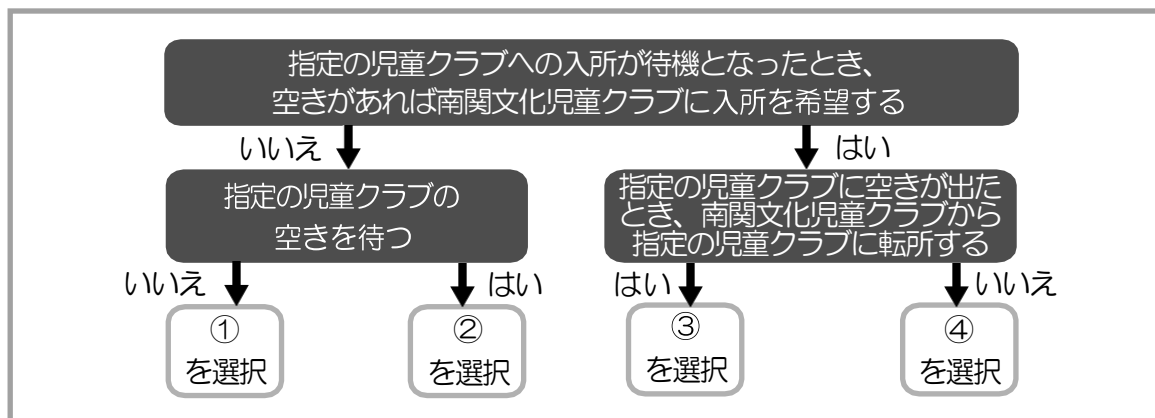 指定の児童クラブへの入所が待機となったとき、
空きがあれば南関文化児童クラブに入所を希望する
いいえ
はい
指定の児童クラブの
空きを待つ
指定の児童クラブに空きが出た
とき、南関文化児童クラブから
指定の児童クラブに転所する
いいえ
はい
はい
いいえ
①
を選択
②
を選択
③
を選択
④
を選択